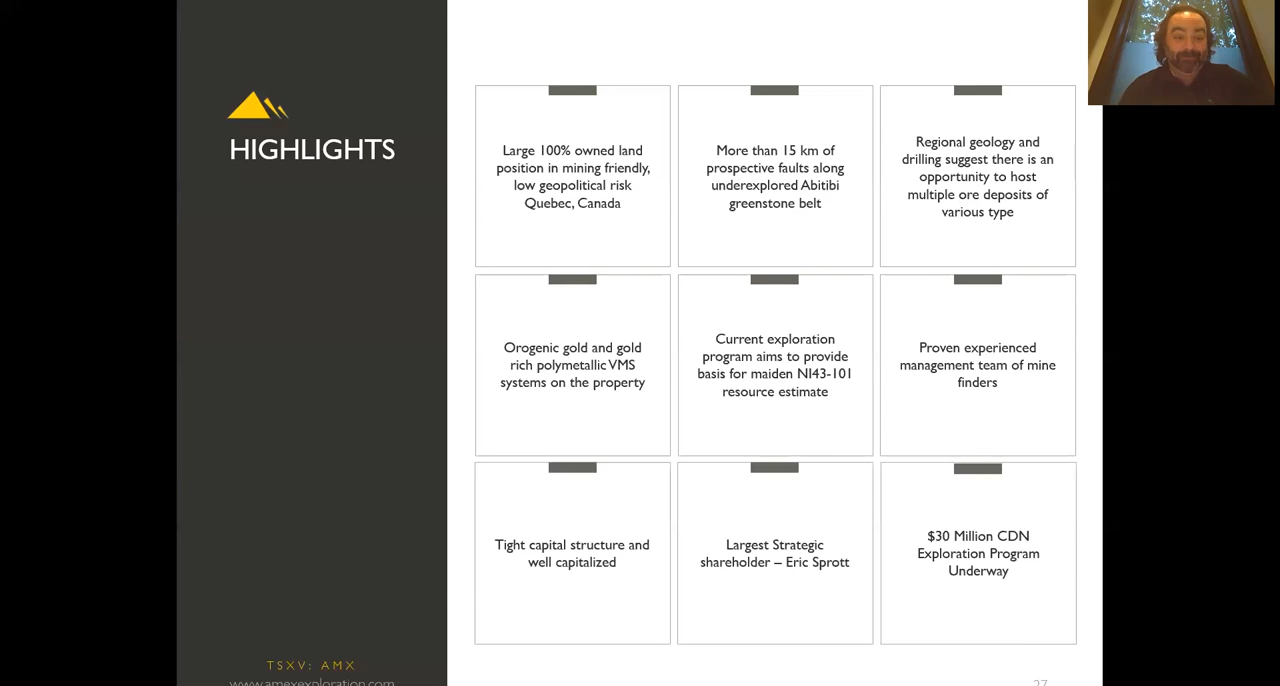 HIGHLIGHTS
Large 100% owned land
position in mining friendly,
low geopolitical risk
Quebec, Canada
More than 15 km of
prospective faults along
underexplored Abitibi
greenstone belt
Regional geology and
drilling suggest there is an
opportunity to host
multiple ore deposits of
various type
Orogenic gold and gold
rich polymetallic VMS
systems on the property
Current exploration
program aims to provide
basis for maiden NI43-101
resource estimate
Proven experienced
management team of mine
finders
Tight capital structure and
well capitalized
Largest Strategic
shareholder – Eric Sprott
$30 Million CDN
Exploration Program
Underway
TSXV: AMX
www.amexexploration.com
27